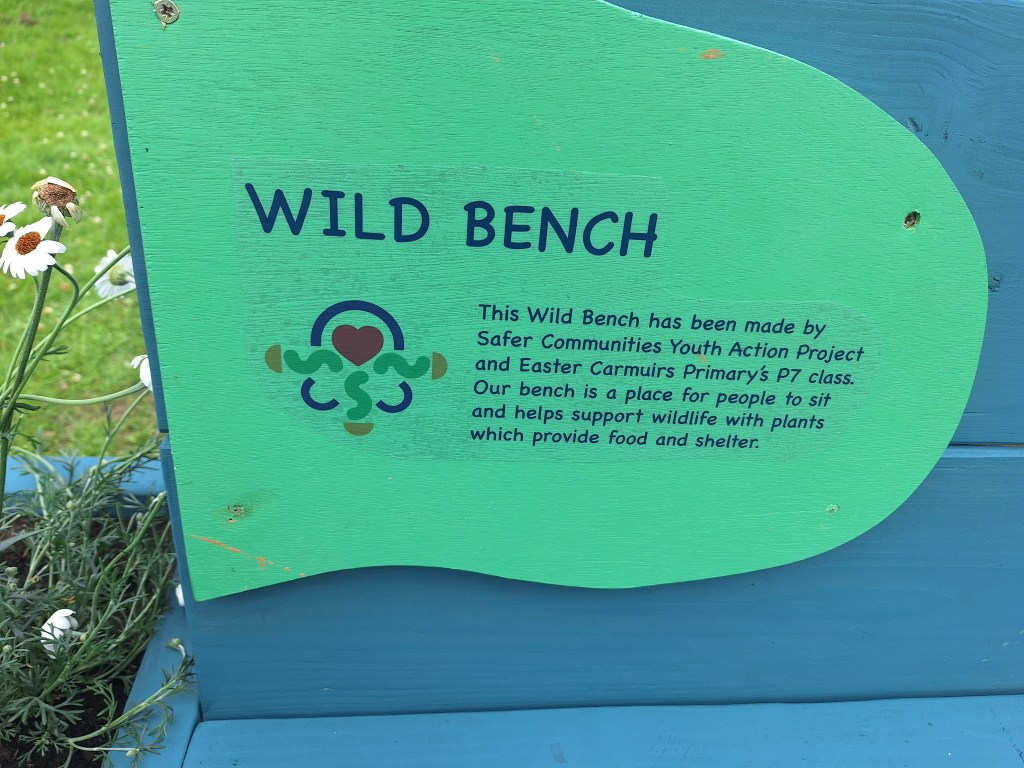 WILD BENCH
This Wild Bench has been made by
Safer Communities Youth Action Project
and Easter Carmuirs Primary's P7 class.
Our bench is a place for people to sit
and helps support wildlife with plants
which provide food and shelter.